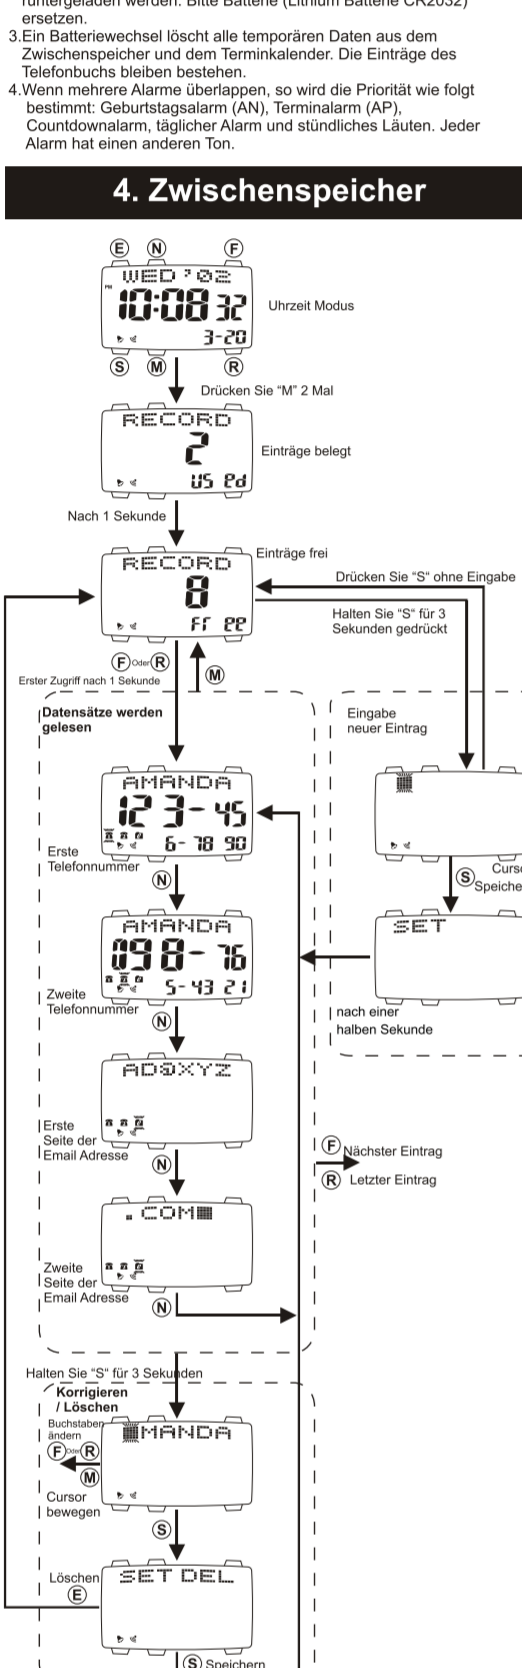 runtergeladen werden. Bitte Batterie (Lithium Batterie CR2032)
ersetzen.
3.Ein Batteriewechsel löscht alle temporären Daten aus dem
Zwischenspeicher und dem Terminkalender. Die Einträge des
Telefonbuchs bleiben bestehen.
4.Wenn mehrere Alarme überlappen, so wird die Priorität wie folgt
bestimmt: Geburtstagsalarm (AN), Terminalarm (AP),
Countdownalarm, täglicher Alarm und stündliches Läuten. Jeder
Alarm hat einen anderen Ton.
4. Zwischenspeicher
E N F
WED '02
PM
10:08 32
3-20
Uhrzeit Modus
S M R
Drücken Sie "M" 2 Mal
RECORD
2
US Ed
Einträge belegt
Nach 1 Sekunde
RECORD
8
Fr EE
Einträge frei
Drücken Sie "S" ohne Eingabe
Halten Sie "S" für 3
Sekunden gedrückt
F Oder R
M
Erster Zugriff nach 1 Sekunde
Datensätze werden
gelesen
Eingabe
neuer Eintrag
AMANDA
123-45
6-78 90
Erste
Telefonnummer
N
S
Curso
Speiche
AMANDA
098-76
5-43 21
SET
Zweite
Telefonnummer
N
nach einer
halben Sekunde
AD@XYZ
Erste
Seite der
Email Adresse
N
F Nächster Eintrag
R Letzter Eintrag
.COM
Zweite
Seite der
Email Adresse
N
Halten Sie "S" für 3 Sekunden
Korrigieren
/ Löschen
Buchstaben
ändern
F Oder R
M
MANDA
Cursor
bewegen
S
Löschen
E
SET DEL
S Speichern